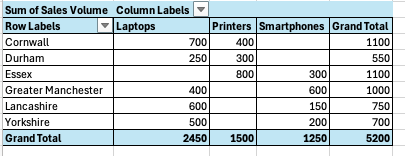 Sum of Sales Volume Column Labels
Row Labels Laptops Printers Smartphones Grand Total
Cornwall 700 400 1100
Durham 250 300 550
Essex 800 300 1100
Greater Manchester 400 600 1000
Lancashire 600 150 750
Yorkshire 500 200 700
Grand Total 2450 1500 1250 5200